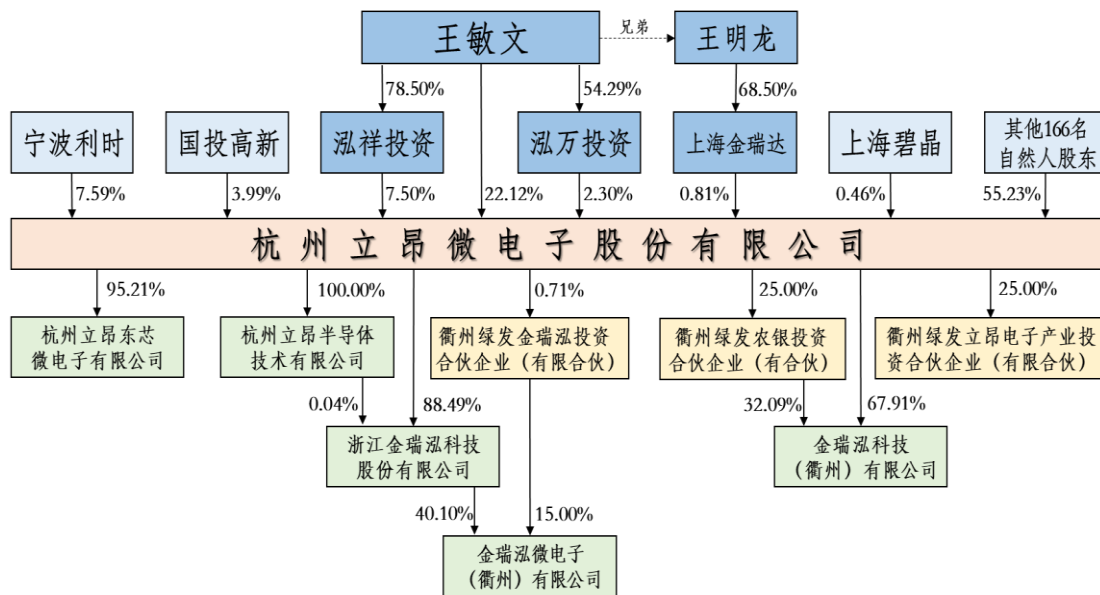 王敏文
兄弟
王明龙
78.50%
54.29%
68.50%
宁波利时
国投高新
泓祥投资
泓万投资
上海金瑞达
上海碧晶
其他166名
自然人股东
7.59%
3.99%
7.50%
22.12%
2.30%
0.81%
0.46%
55.23%
杭州立昂微电子股份有限公司
95.21%
100.00%
0.71%
25.00%
25.00%
杭州立昂东芯
微电子有限公司
杭州立昂半导体
技术有限公司
衢州绿发金瑞泓投资
合伙企业（有限合伙）
衢州绿发农银投资
合伙企业（有合伙）
衢州绿发立昂电子产业投
资合伙企业（有限合伙）
0.04%
88.49%
32.09%
67.91%
浙江金瑞泓科技
股份有限公司
金瑞泓科技
（衢州）有限公司
40.10%
15.00%
金瑞泓微电子
（衢州）有限公司